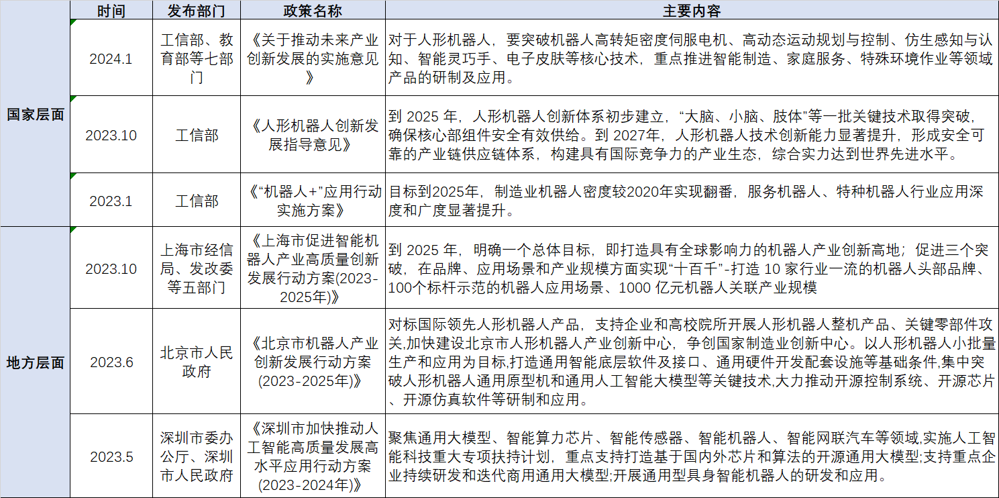 时间 发布部门 政策名称 主要内容
国家层面
2024.1
工信部、教
育部等七部
门
《关于推动未来产业
创新发展的实施意见
》
对于人形机器人，要突破机器人高转矩密度伺服电机、高动态运动规划与控制、仿生感知与认
知、智能灵巧手、电子皮肤等核心技术，重点推进智能制造、家庭服务、特殊环境作业等领域
产品的研制及应用。
2023.10
工信部
《人形机器人创新发
展指导意见》
到 2025 年，人形机器人创新体系初步建立，“大脑、小脑、肢体”等一批关键技术取得突破，
确保核心部组件安全有效供给。到 2027年，人形机器人技术创新能力显著提升，形成安全可
靠的产业链供应链体系，构建具有国际竞争力的产业生态，综合实力达到世界先进水平。
2023.1
工信部
《“机器人+”应用行动
实施方案》
目标到2025年，制造业机器人密度较2020年实现翻番，服务机器人、特种机器人行业应用深
度和广度显著提升。
地方层面
2023.10
上海市经信
局、发改委
等五部门
《上海市促进智能机
器人产业高质量创新
发展行动方案(2023-
2025年)》
到 2025 年，明确一个总体目标，即打造具有全球影响力的机器人产业创新高地；促进三个突
破，在品牌、应用场景和产业规模方面实现“十百千”-打造 10 家行业一流的机器人头部品牌、
100个标杆示范的机器人应用场景、1000 亿元机器人关联产业规模
2023.6
北京市人民
政府
《北京市机器人产业
创新发展行动方案
(2023-2025年)》
对标国际领先人形机器人产品，支持企业和高校院所开展人形机器人整机产品、关键零部件攻
关,加快建设北京市人形机器人产业创新中心，争创国家制造业创新中心。以人形机器人小批量
生产和应用为目标,打造通用智能底层软件及接口、通用硬件开发配套设施等基础条件,集中突
破人形机器人通用原型机和通用人工智能大模型等关键技术,大力推动开源控制系统、开源芯片
、开源仿真软件等研制和应用。
2023.5
深圳市委办
公厅、深圳
市人民政府
《深圳市加快推动人
工智能高质量发展高
水平应用行动方案
(2023-2024年)》
聚焦通用大模型、智能算力芯片、智能传感器、智能机器人、智能网联汽车等领域,实施人工智
能科技重大专项扶持计划，重点支持打造基于国内外芯片和算法的开源通用大模型;支持重点企
业持续研发和迭代商用通用大模型;开展通用型具身智能机器人的研发和应用。